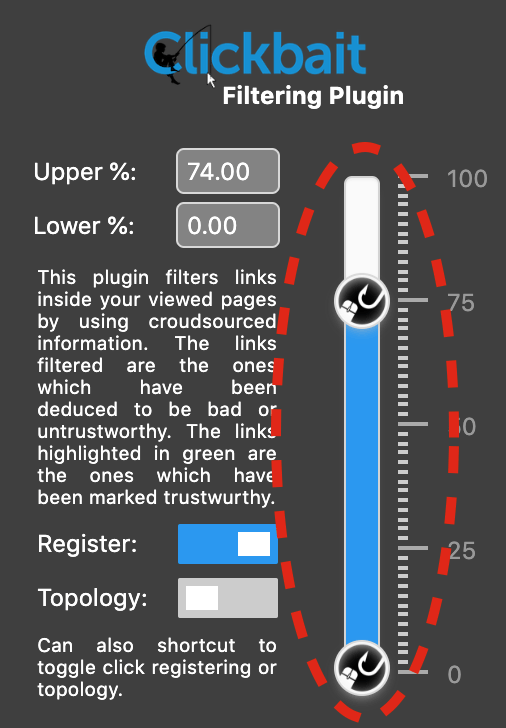 Clickbait
Filtering Plugin
Upper %: 74.00
Lower %: 0.00
This plugin filters links
inside your viewed pages
by using croudsourced
information. The links
filtered are the ones
which have been
deduced to be bad or
untrustworthy. The links
highlighted in green are
the ones which have
been marked trustwurthy.
Register:
Topology:
Can also shortcut to
toggle click registering or
topology.
100
75
50
25
0